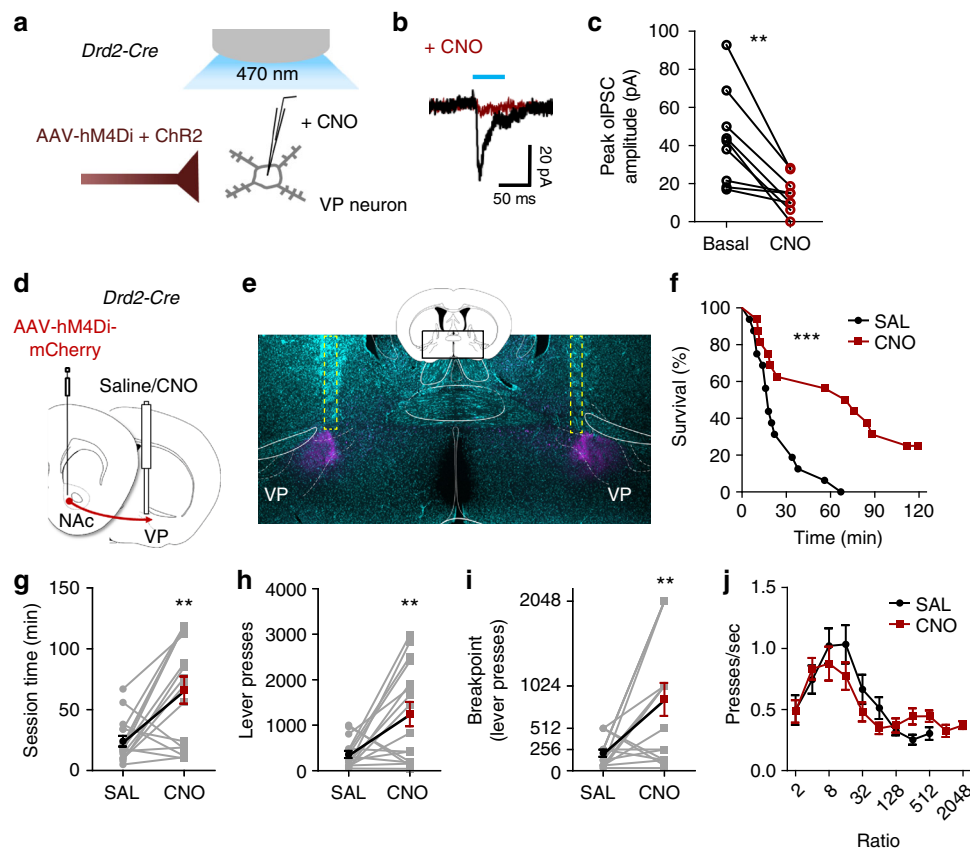 a
Drd2-Cre
470 nm
+ CNO
AAV-hM4Di + ChR2
VP neuron
b
+ CNO
20 pA
50 ms
c
**
Peak oIPSC
amplitude (pA)
100
80
60
40
20
0
Basal
CNO
d
Drd2-Cre
AAV-hM4Di-
mCherry
Saline/CNO
NAc
VP
e
VP
VP
f
***
SAL
CNO
Survival (%)
100
80
60
40
20
0
0 30 60 90 120
Time (min)
g
**
Session time (min)
150
100
50
0
SAL CNO
h
**
Lever presses
4000
3000
2000
1000
0
SAL CNO
i
**
Breakpoint
(lever presses)
2048
1024
512
256
0
SAL CNO
j
SAL
CNO
Presses/sec
1.5
1.0
0.5
0.0
2 8 32 128 512 2048
Ratio